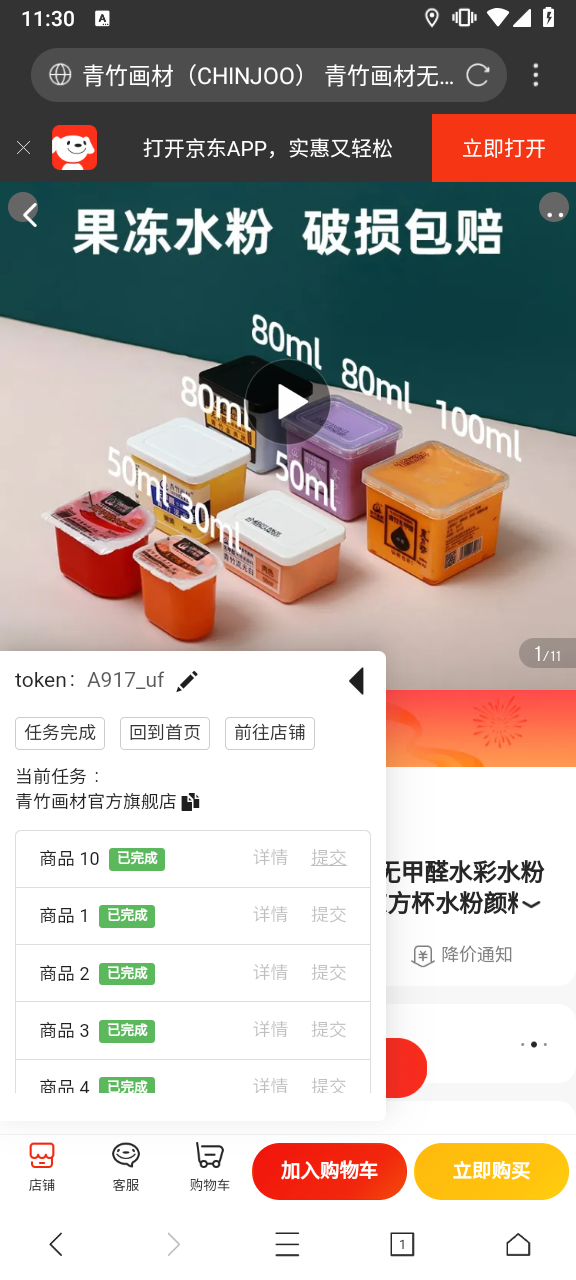 11:30
青竹画材（CHINJOO） 青竹画材无…
打开京东APP，实惠又轻松
立即打开
果冻水粉 破损包赔
80ml
80ml
80ml
100ml
50ml
50ml
30ml
1/11
token： A917_uf
任务完成
回到首页
前往店铺
当前任务：
青竹画材官方旗舰店
商品 10 已完成 详情 提交
商品 1 已完成 详情 提交
商品 2 已完成 详情 提交
商品 3 已完成 详情 提交
商品 4 已完成 详情 提交
无甲醛水彩水粉
方杯水粉颜料
降价通知
店铺
客服
购物车
加入购物车
立即购买
1